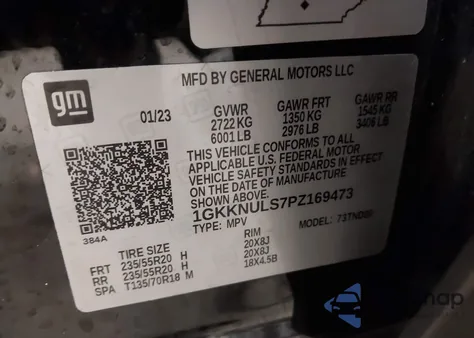 MFD BY GENERAL MOTORS LLC
gm
01/23
GVWR
2722 KG
6001 LB
GAWR FRT
1350 KG
2976 LB
GAWR RR
1545 KG
3406 LB
THIS VEHICLE CONFORMS TO ALL
APPLICABLE U.S. FEDERAL MOTOR
VEHICLE SAFETY STANDARDS IN EFFECT
ON THE DATE OF MANUFACTURE SHOWN ABOVE.
1GKKNULS7PZ169473
TYPE: MPV
MODEL:
384A
TIRE SIZE
RIM
FRT 235/55R20 H 20X8J
RR 235/55R20 H 20X8J
SPA T135/70R18 M 18X4.5B